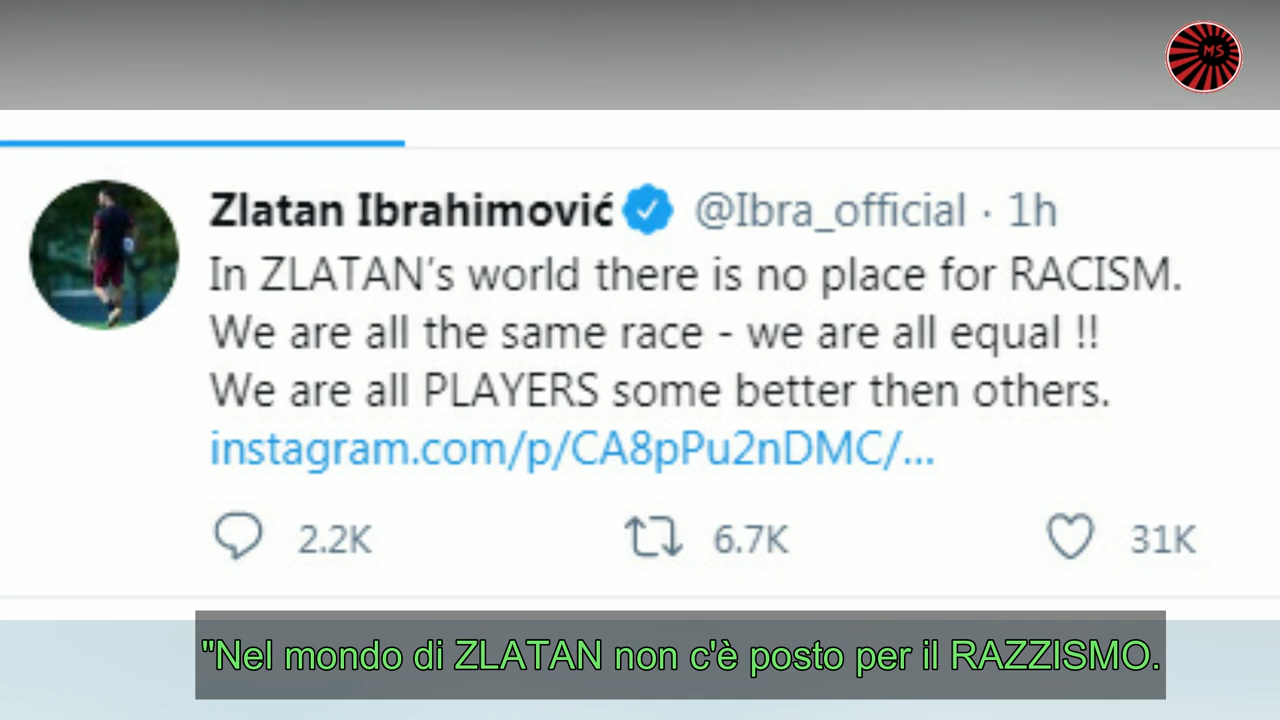 MS
Zlatan Ibrahimović @Ibra_official · 1h
In ZLATAN's world there is no place for RACISM.
We are all the same race - we are all equal !!
We are all PLAYERS some better then others.
instagram.com/p/CA8pPu2nDMC/...
2.2K 6.7K 31K
"Nel mondo di ZLATAN non c'è posto per il RAZZISMO.